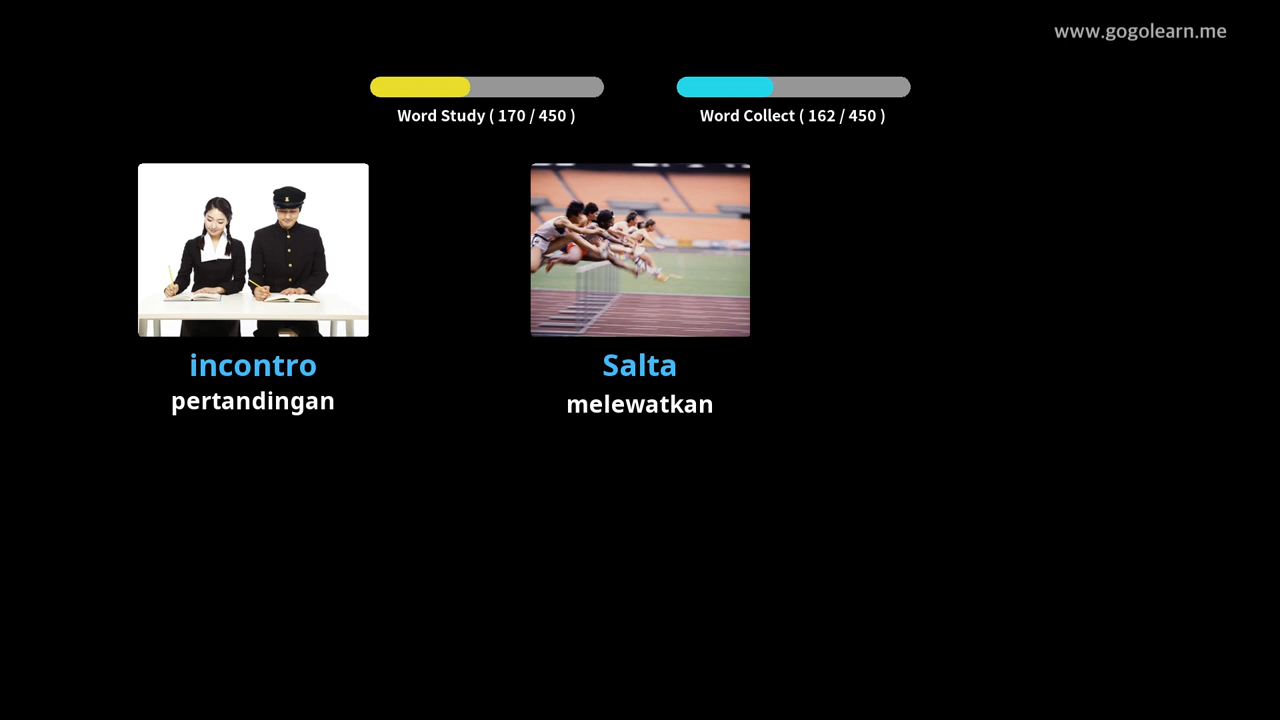 www.gogolearn.me
Word Study ( 170 / 450 )
Word Collect ( 162 / 450 )
incontro
pertandingan
Salta
melewatkan